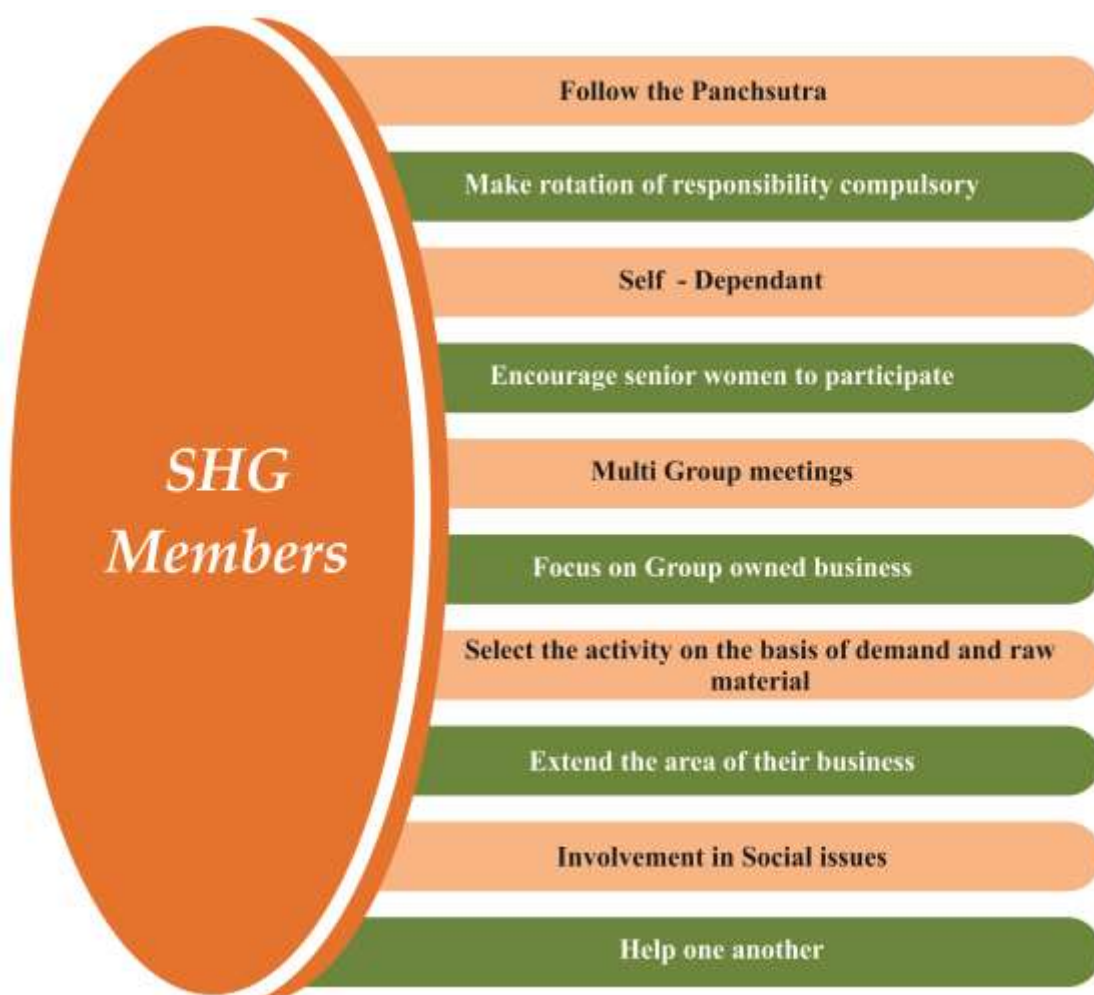 SHG
Members
Follow the Panchsutra
Make rotation of responsibility compulsory
Self - Dependant
Encourage senior women to participate
Multi Group meetings
Focus on Group owned business
Select the activity on the basis of demand and raw
material
Extend the area of their business
Involvement in Social issues
Help one another